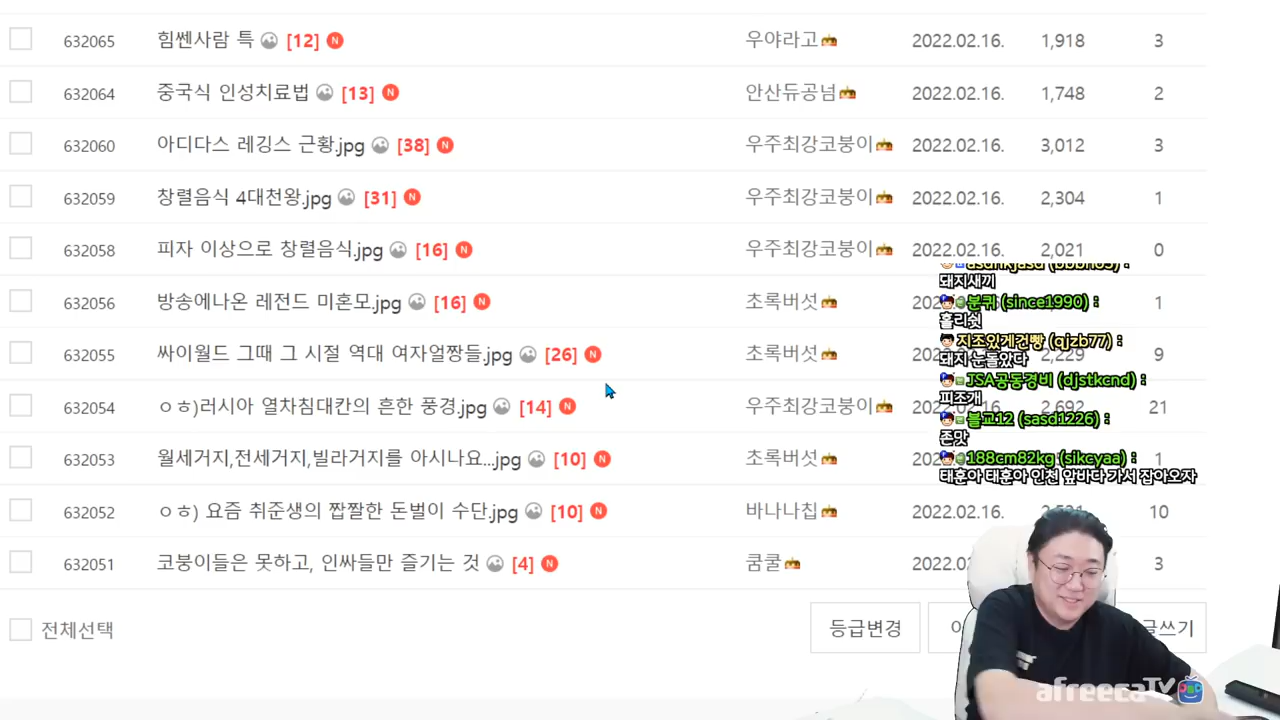 632065 힘쎈사람 특 [12] N 우야라고 2022.02.16. 1,918 3
632064 중국식 인성치료법 [13] N 안산듀공넘 2022.02.16. 1,748 2
632060 아디다스 레깅스 근황.jpg [38] N 우주최강코붕이 2022.02.16. 3,012 3
632059 창렬음식 4대천왕.jpg [31] N 우주최강코붕이 2022.02.16. 2,304 1
632058 피자 이상으로 창렬음식.jpg [16] N 우주최강코붕이 2022.02.16. 2,021 0
돼지새끼
632056 방송에나온 레전드 미혼모.jpg [16] N 초록버섯 1
분퀴 (since1990) :
홀리쉿
지조있게건빵 (qjzb77) :
632055 싸이월드 그때 그 시절 역대 여자얼짱들.jpg [26] N 초록버섯 2,229 9
돼지 눈돌았다
JSA공동경비 (djstkcnd) :
피조개
632054 ㅇㅎ)러시아 열차침대칸의 흔한 풍경.jpg [14] N 우주최강코붕이 2,692 21
불교12 (sasd1226) :
존맛
632053 월세거지,전세거지,빌라거지를 아시나요...jpg [10] N 초록버섯 1
188cm82kg (sikcyaa) :
태훈아 태훈아 인천 앞바다 가서 잡아오자
632052 ㅇㅎ) 요즘 취준생의 짭짤한 돈벌이 수단.jpg [10] N 바나나칩 2022.02.16. 10
632051 코붕이들은 못하고, 인싸들만 즐기는 것 [4] N 쿰쿨 3
전체선택 등급변경 글쓰기
afreecaTV